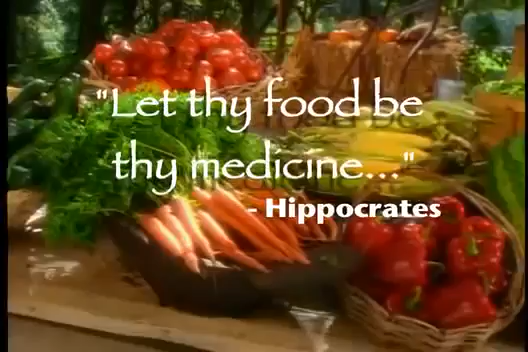 "Let thy food be
thy medicine..."
- Hippocrates